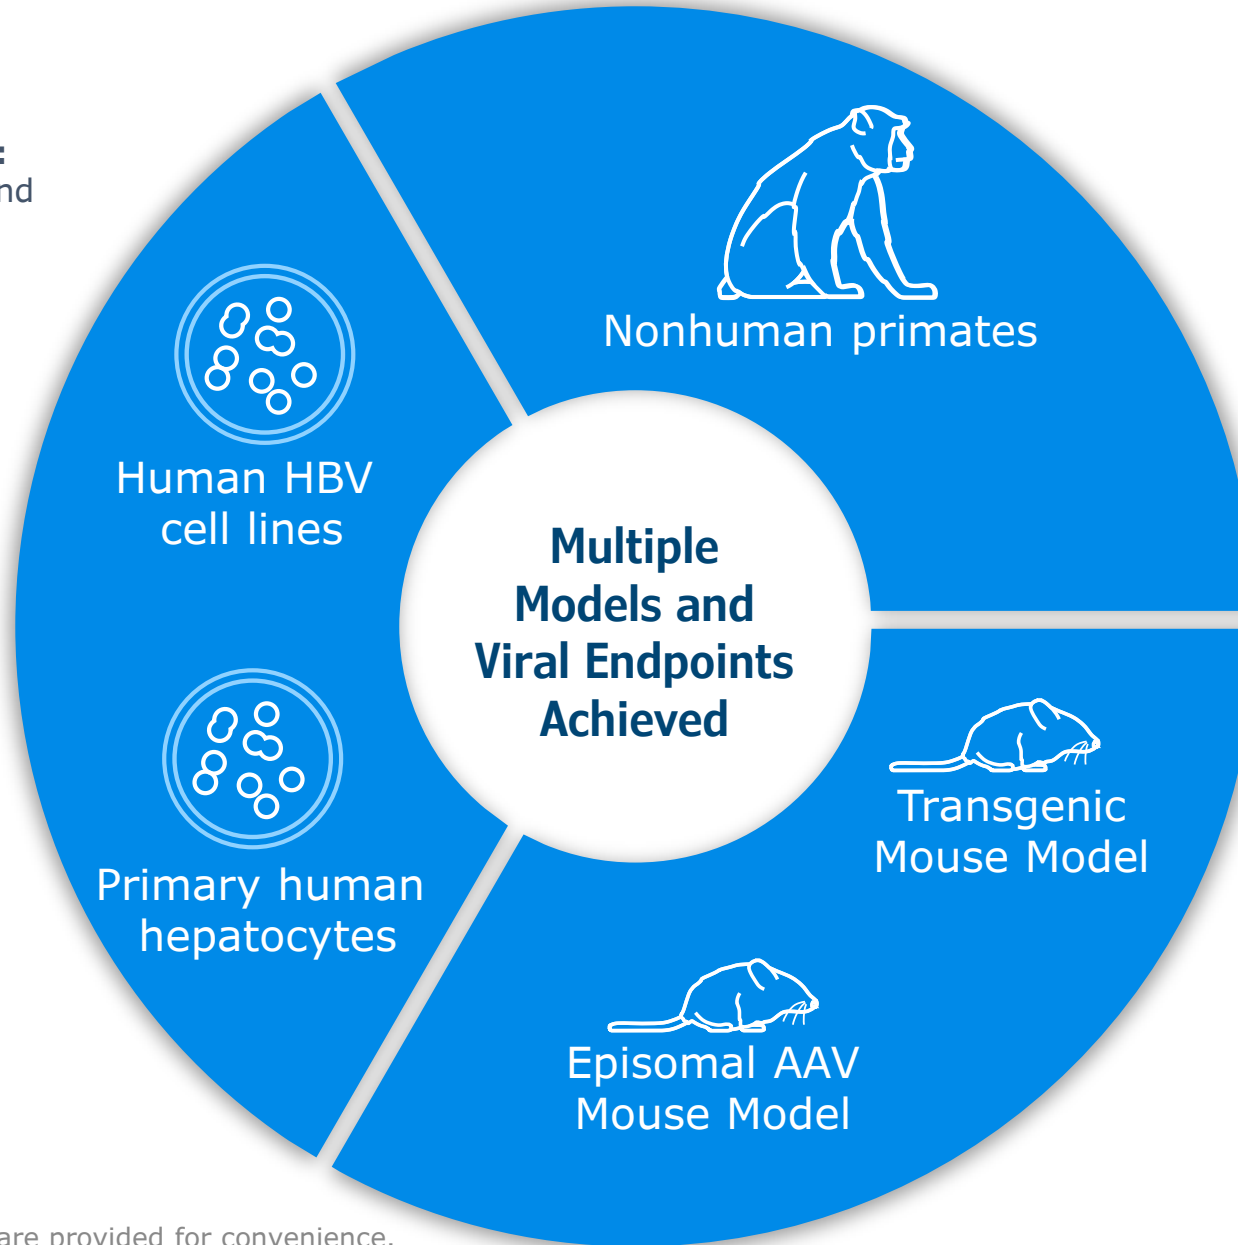 :
nd
Nonhuman primates
Human HBV
cell lines
Multiple
Models and
Viral Endpoints
Achieved
Transgenic
Mouse Model
Primary human
hepatocytes
Episomal AAV
Mouse Model
are provided for convenience.